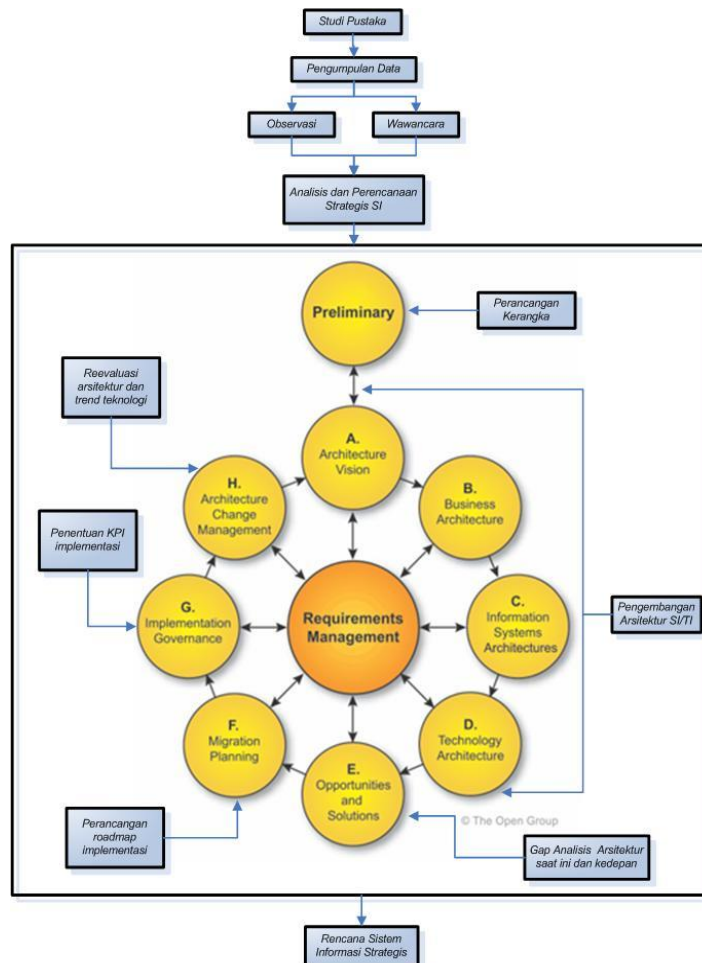 Studi Pustaka
Pengumpulan Data
Observasi
Wawancara
Analisis dan Perencanaan
Strategis SI
Preliminary
Perancangan
Kerangka
Reevaluasi
arsitektur dan
trend teknologi
A.
Architecture
Vision
H.
Architecture
Change
Management
B.
Business
Architecture
Penentuan KPI
implementasi
G.
Implementation
Governance
Requirements
Management
C.
Information
Systems
Architectures
Pengembangan
Arsitektur SI/TI
F.
Migration
Planning
D.
Technology
Architecture
E.
Opportunities
and
Solutions
© The Open Group
Perancangan
roadmap
implementasi
Gap Analisis Arsitektur
saat ini dan kedepan
Rencana Sistem
Informasi Strategis